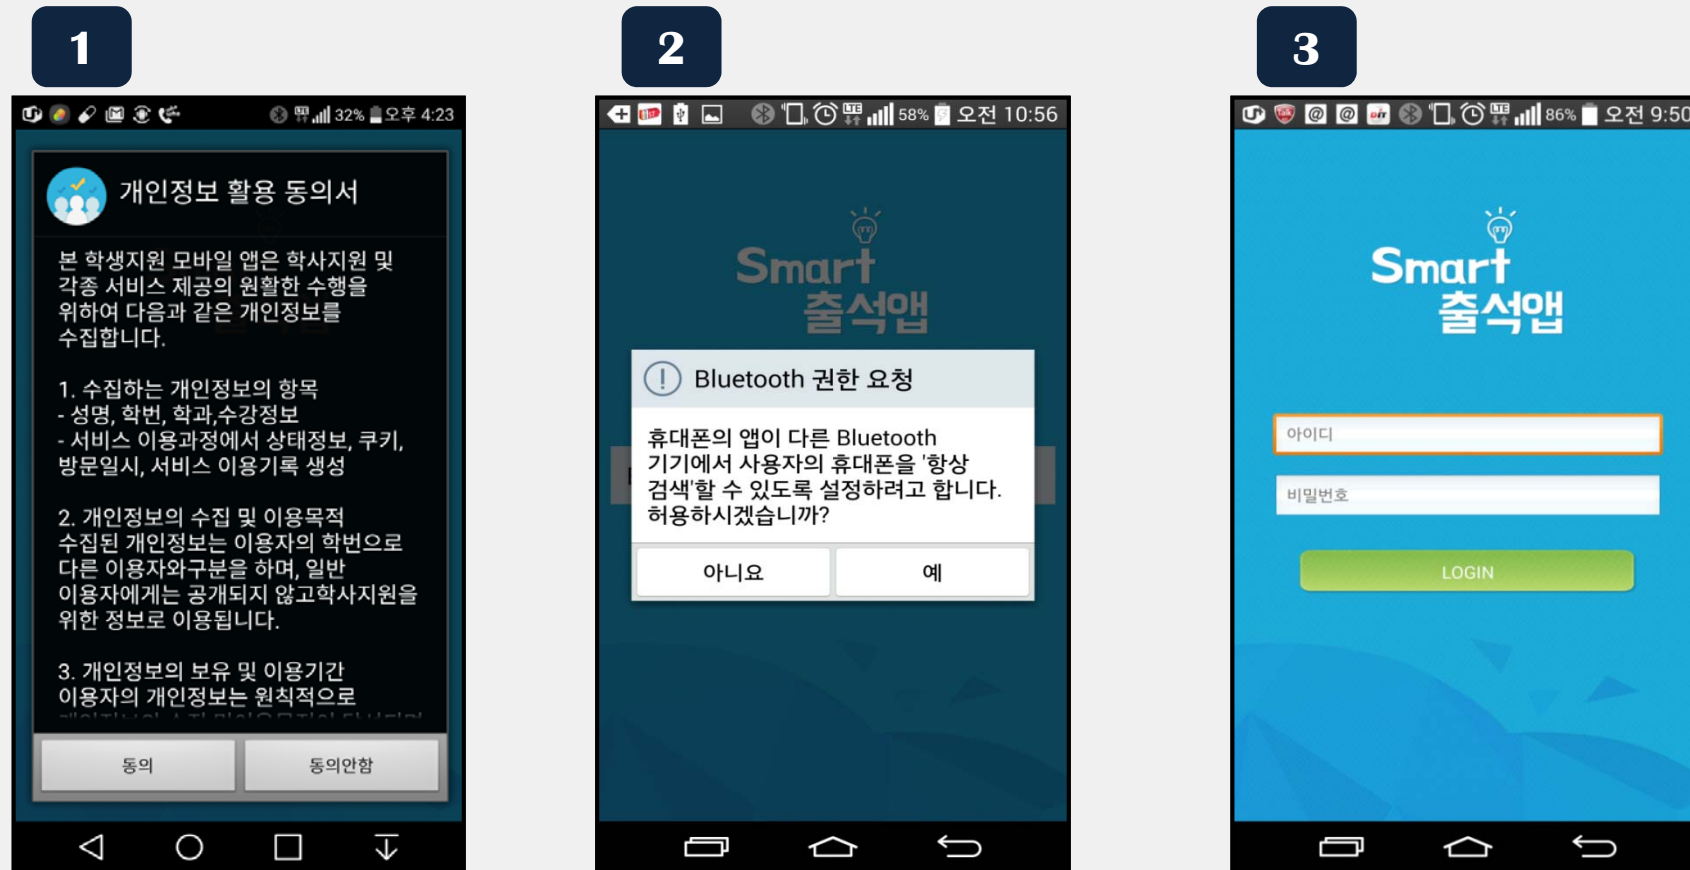 1
32% 오후 4:23
개인정보 활용 동의서
본 학생지원 모바일 앱은 학사지원 및
각종 서비스 제공의 원활한 수행을
위하여 다음과 같은 개인정보를
수집합니다.
1. 수집하는 개인정보의 항목
- 성명, 학번, 학과,수강정보
- 서비스 이용과정에서 상태정보, 쿠키,
방문일시, 서비스 이용기록 생성
2. 개인정보의 수집 및 이용목적
수집된 개인정보는 이용자의 학번으로
다른 이용자와구분을 하며, 일반
이용자에게는 공개되지 않고학사지원을
위한 정보로 이용됩니다.
3. 개인정보의 보유 및 이용기간
이용자의 개인정보는 원칙적으로
동의 동의안함
2
LTE 58% 오전 10:56
Smart
출석앱
Bluetooth 권한 요청
휴대폰의 앱이 다른 Bluetooth
기기에서 사용자의 휴대폰을 '항상
검색'할 수 있도록 설정하려고 합니다.
허용하시겠습니까?
아니요 예
3
LTE 86% 오전 9:50
Smart
출석앱
아이디
비밀번호
LOGIN